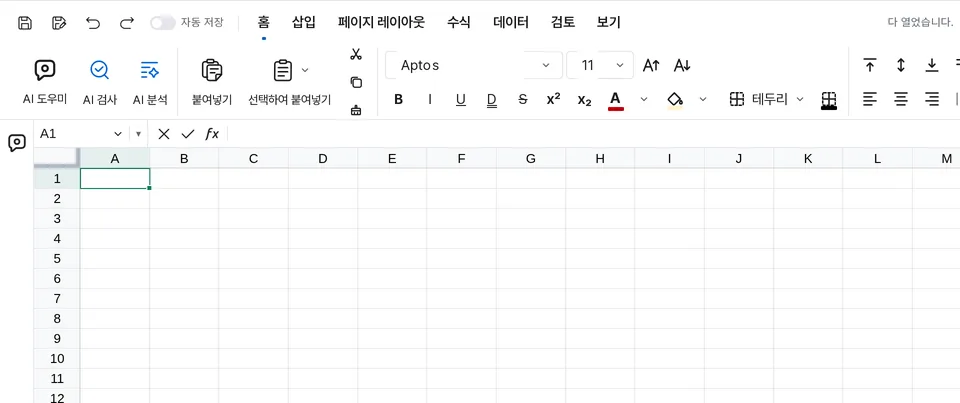 자동 저장 홈 삽입 페이지 레이아웃 수식 데이터 검토 보기 다 열었습니다.
Aptos 11
AI 도우미 AI 검사 AI 분석 붙여넣기 선택하여 붙여넣기
B I U D S x² x₂ A 테두리
A1 fx
A B C D E F G H I J K L M
1
2
3
4
5
6
7
8
9
10
11
12